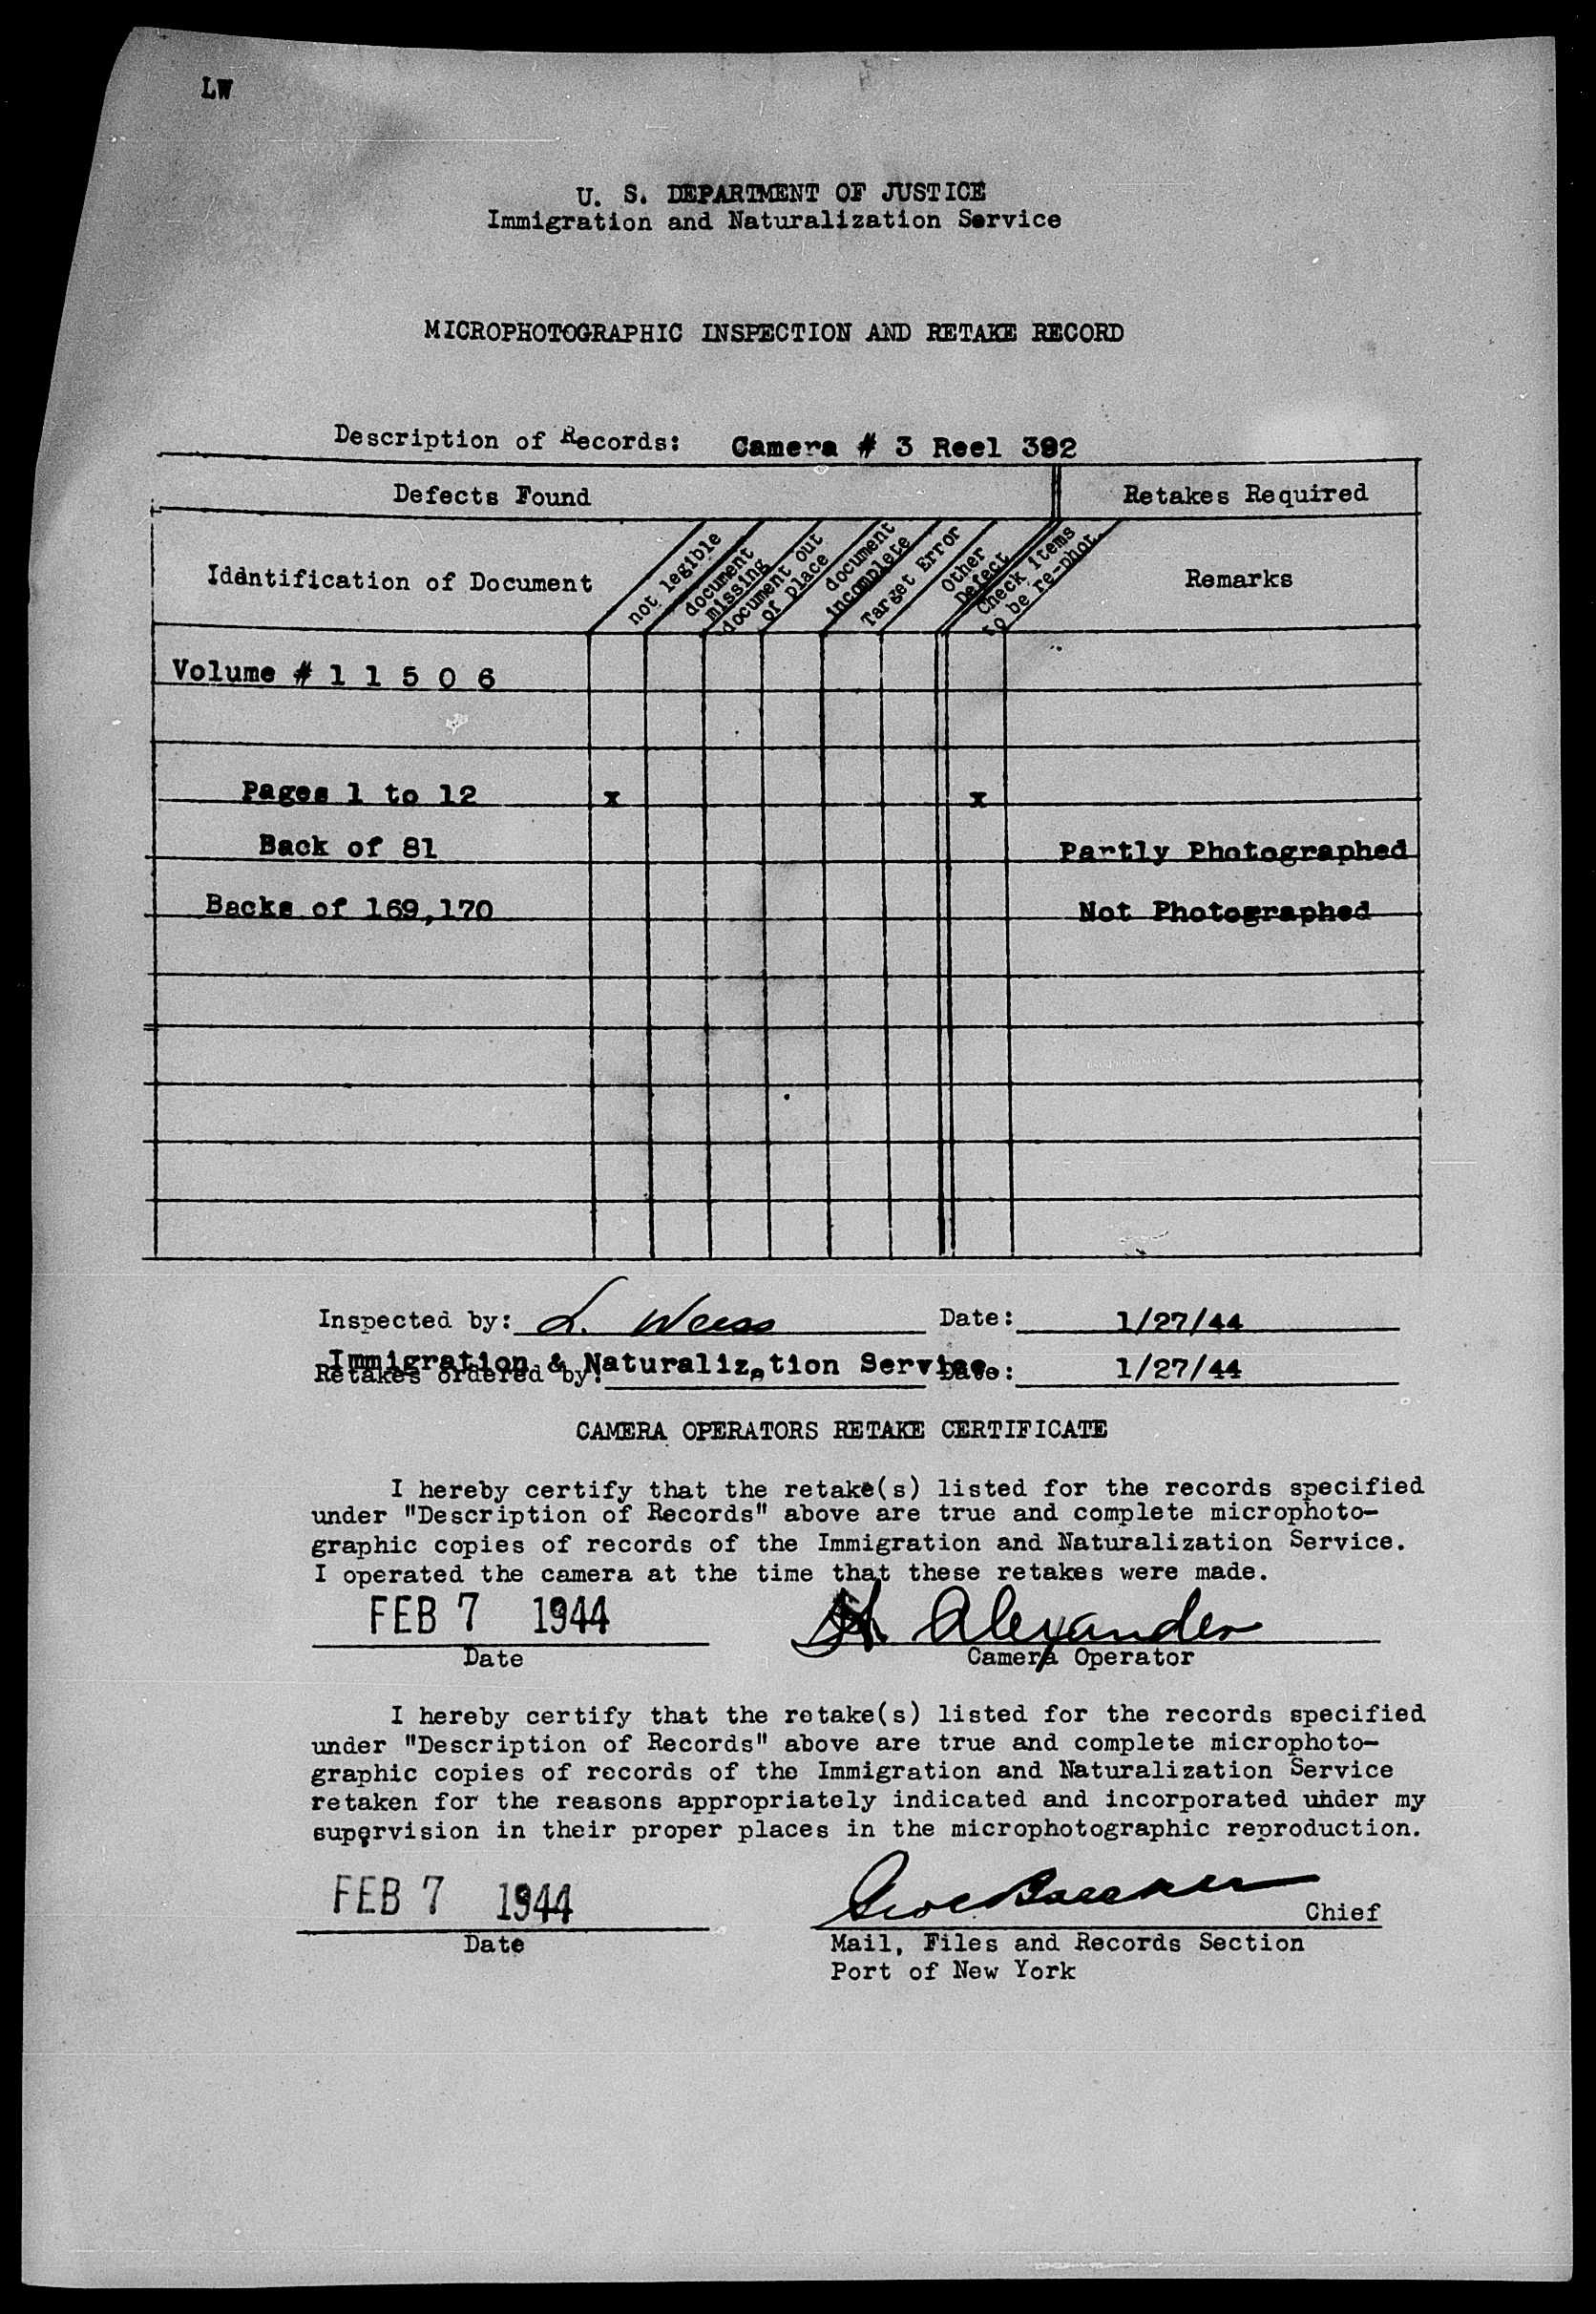 LW
U. S. DEPARTMENT OF JUSTICE
Immigration and Naturalization Service
MICROPHOTOGRAPHIC INSPECTION AND RETAKE RECORD
Description of Records: Camera # 3 Reel 392
Defects Found
Retakes Required
Idântification of Document
not legible
document missing
document out of place
document incomplete
Target Error
Other Defect
Check items to be re-phot.
Remarks
Volume # 1 1 5 0 6
Pages 1 to 12 x x
Back of 81 Partly Photographed
Backs of 169,170 Not Photographed
Inspected by: L. Weiss Date: 1/27/44
Retakes ordered by: Immigration & Naturaliz tion Service Date: 1/27/44
CAMERA OPERATORS RETAKE CERTIFICATE
I hereby certify that the retake(s) listed for the records specified
under "Description of Records" above are true and complete microphoto-
graphic copies of records of the Immigration and Naturalization Service.
I operated the camera at the time that these retakes were made.
FEB 7 1944 Alexander
Date Camera Operator
I hereby certify that the retake(s) listed for the records specified
under "Description of Records" above are true and complete microphoto-
graphic copies of records of the Immigration and Naturalization Service
retaken for the reasons appropriately indicated and incorporated under my
supervision in their proper places in the microphotographic reproduction.
FEB 7 1944 Chief
Date Mail, Files and Records Section
Port of New York